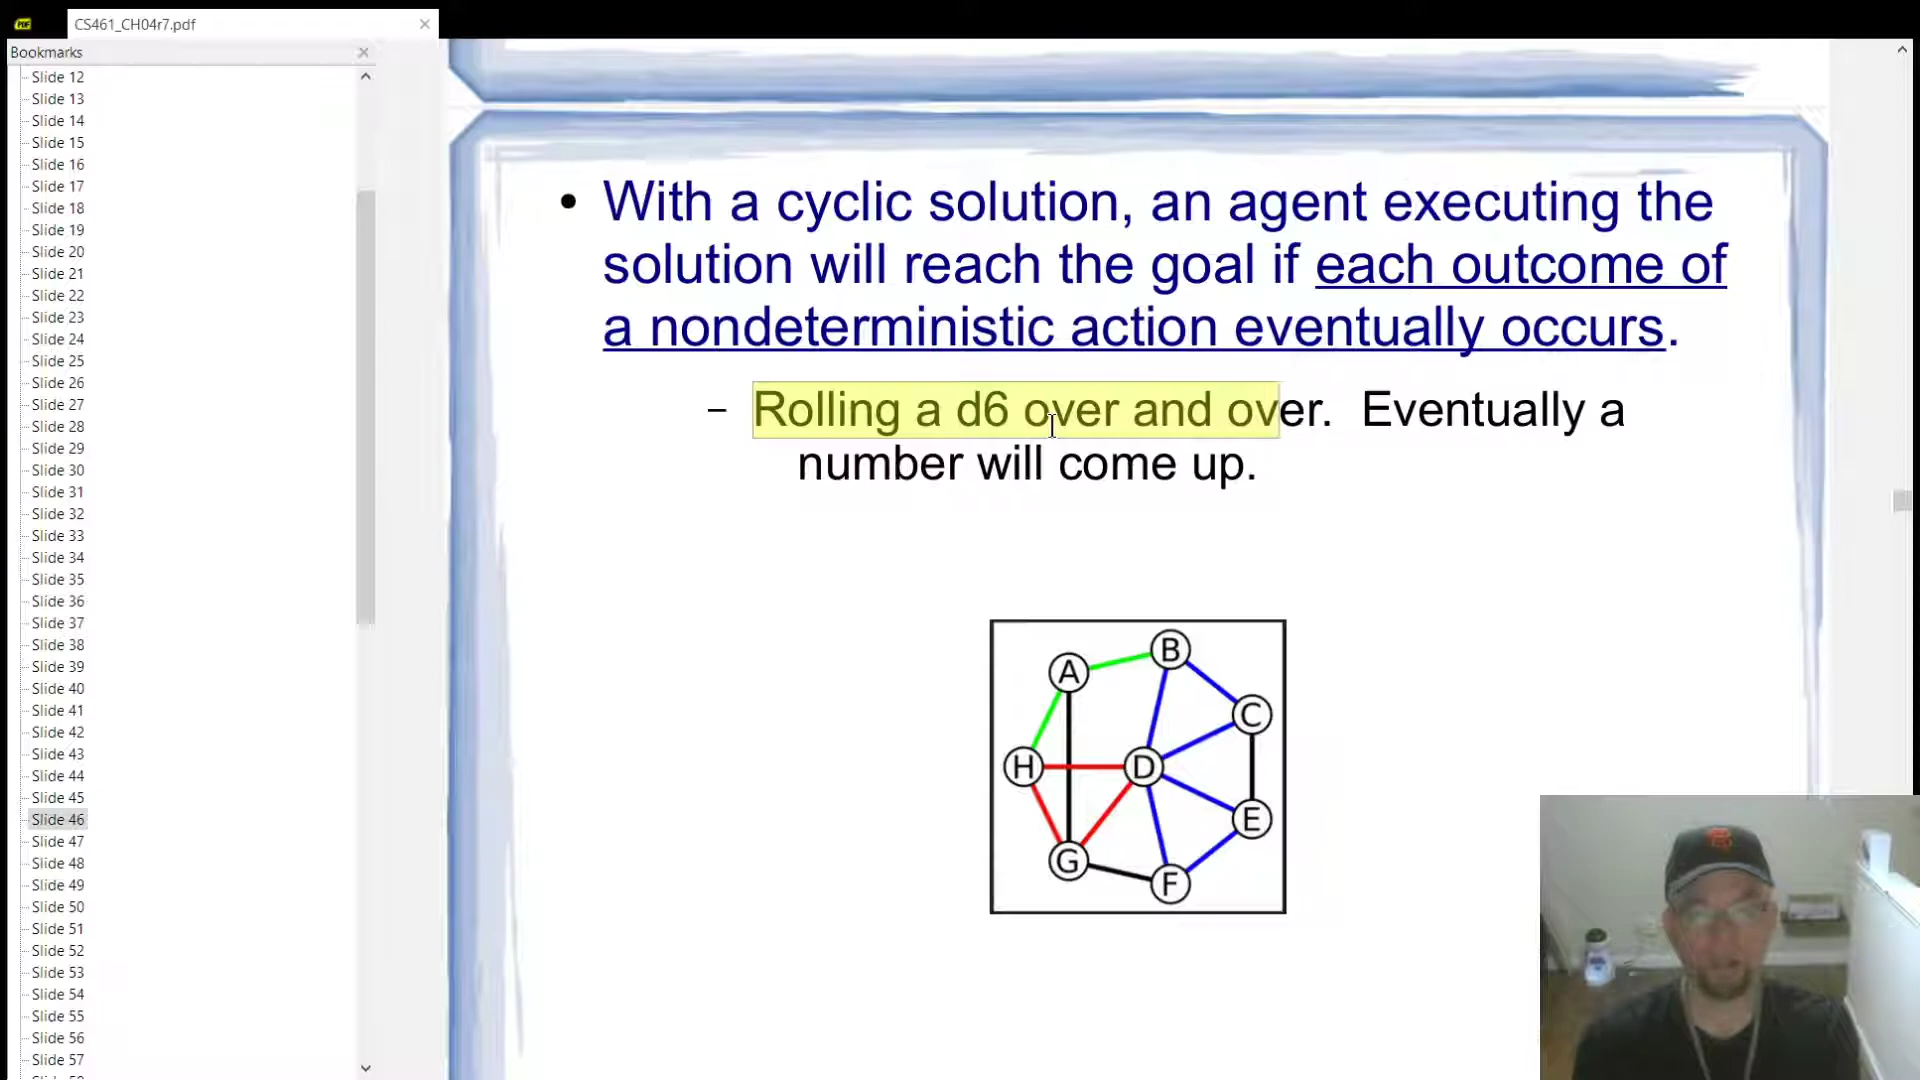 PDF
CS461_CH04r7.pdf
Bookmarks
Slide 12
Slide 13
Slide 14
Slide 15
Slide 16
Slide 17
Slide 18
Slide 19
Slide 20
Slide 21
Slide 22
Slide 23
Slide 24
Slide 25
Slide 26
Slide 27
Slide 28
Slide 29
Slide 30
Slide 31
Slide 32
Slide 33
Slide 34
Slide 35
Slide 36
Slide 37
Slide 38
Slide 39
Slide 40
Slide 41
Slide 42
Slide 43
Slide 44
Slide 45
Slide 46
Slide 47
Slide 48
Slide 49
Slide 50
Slide 51
Slide 52
Slide 53
Slide 54
Slide 55
Slide 56
Slide 57
• With a cyclic solution, an agent executing the
solution will reach the goal if each outcome of
a nondeterministic action eventually occurs.
– Rolling a d6 over and over.  Eventually a
number will come up.
B
A
C
H
D
E
G
F